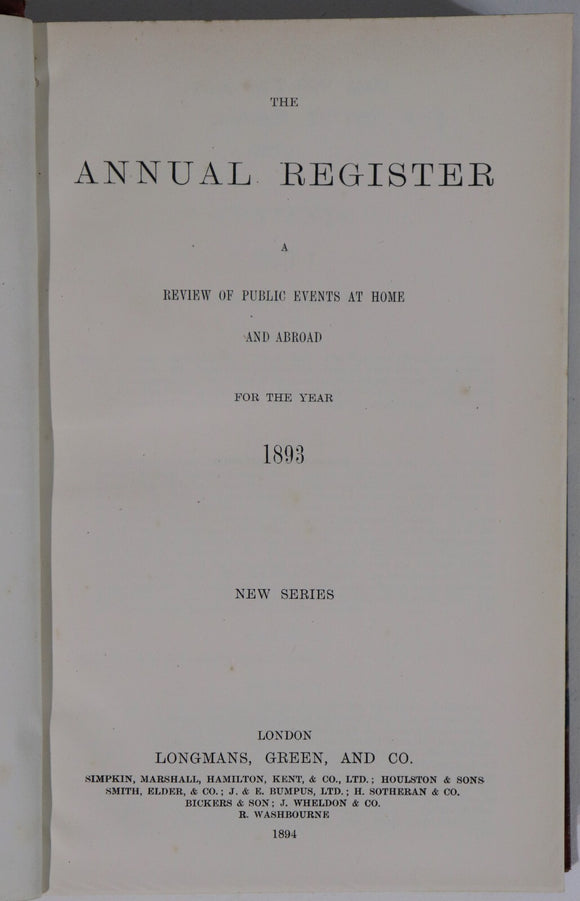 THE
ANNUAL REGISTER
A
REVIEW OF PUBLIC EVENTS AT HOME
AND ABROAD
FOR THE YEAR
1893
NEW SERIES
LONDON
LONGMANS, GREEN, AND CO.
SIMPKIN, MARSHALL, HAMILTON, KENT, & CO., LTD.; HOULSTON & SONS
SMITH, ELDER, & CO.; J. & E. BUMPUS, LTD.; H. SOTHERAN & CO.
BICKERS & SON; J. WHELDON & CO.
R. WASHBOURNE
1894